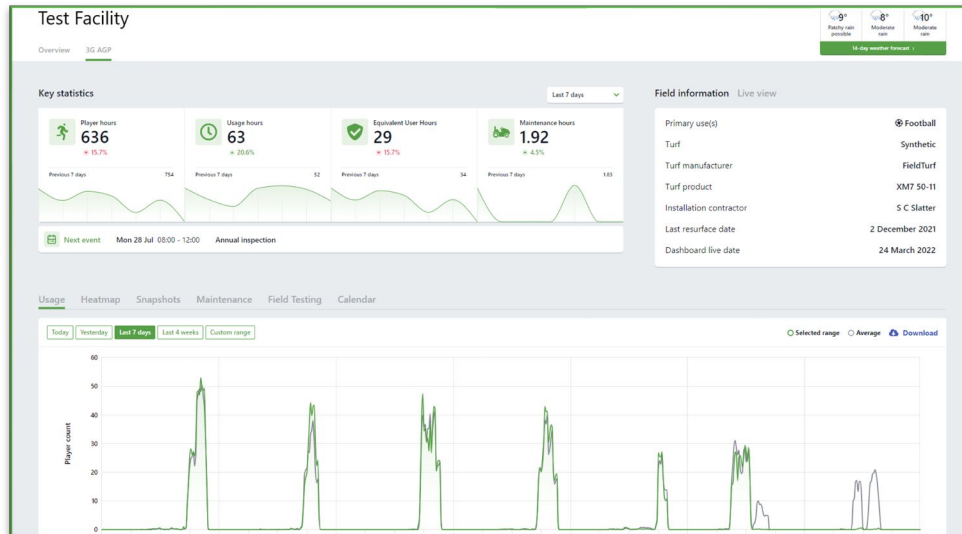 Test Facility
9° 8° 10°
Patchy rain possible Moderate rain Moderate rain
14-day weather forecast ›
Overview 3G AGP
Key statistics
Last 7 days
Player hours
636
15.7%
Previous 7 days 754
Usage hours
63
20.6%
Previous 7 days 52
Equivalent User Hours
29
15.7%
Previous 7 days 34
Maintenance hours
1.92
4.5%
Previous 7 days 1.83
Next event Mon 28 Jul 08:00 - 12:00 Annual inspection
Field information Live view
Primary use(s) Football
Turf Synthetic
Turf manufacturer FieldTurf
Turf product XM7 50-11
Installation contractor S C Slatter
Last resurface date 2 December 2021
Dashboard live date 24 March 2022
Usage Heatmap Snapshots Maintenance Field Testing Calendar
Today Yesterday Last 7 days Last 4 weeks Custom range
Selected range Average Download
Player count
60
50
40
30
20
10
0